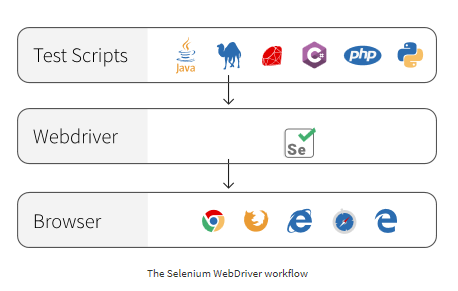 Test Scripts
Java
C#
php
Webdriver
Se
Browser
The Selenium WebDriver workflow